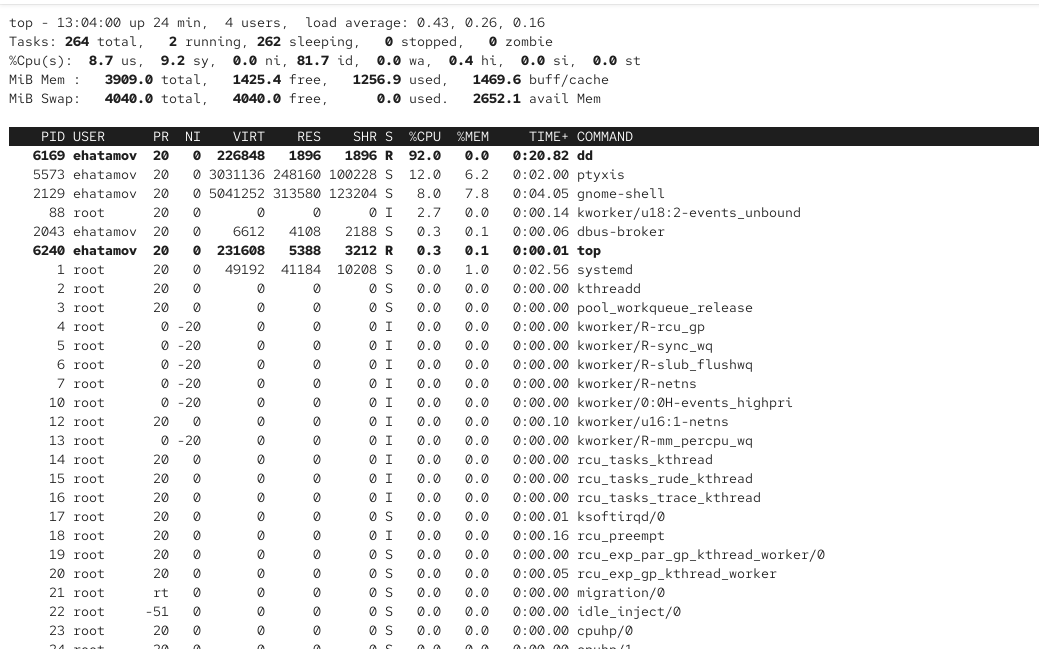 top - 13:04:00 up 24 min,  4 users,  load average: 0.43, 0.26, 0.16
Tasks: 264 total,   2 running, 262 sleeping,   0 stopped,   0 zombie
%Cpu(s):  8.7 us,  9.2 sy,  0.0 ni, 81.7 id,  0.0 wa,  0.4 hi,  0.0 si,  0.0 st
MiB Mem :   3909.0 total,   1425.4 free,   1256.9 used,   1469.6 buff/cache
MiB Swap:   4040.0 total,   4040.0 free,      0.0 used.   2652.1 avail Mem
PID USER      PR  NI    VIRT    RES    SHR S  %CPU  %MEM     TIME+ COMMAND
6169 ehatamov  20   0  226848   1896   1896 R  92.0   0.0   0:20.82 dd
5573 ehatamov  20   0 3031136 248160 100228 S  12.0   6.2   0:02.00 ptyxis
2129 ehatamov  20   0 5041252 313580 123204 S   8.0   7.8   0:04.05 gnome-shell
88 root      20   0       0      0      0 I   2.7   0.0   0:00.14 kworker/u18:2-events_unbound
2043 ehatamov  20   0    6612   4108   2188 S   0.3   0.1   0:00.06 dbus-broker
6240 ehatamov  20   0  231608   5388   3212 R   0.3   0.1   0:00.01 top
1 root      20   0   49192  41184  10208 S   0.0   1.0   0:02.56 systemd
2 root      20   0       0      0      0 S   0.0   0.0   0:00.00 kthreadd
3 root      20   0       0      0      0 S   0.0   0.0   0:00.00 pool_workqueue_release
4 root       0 -20       0      0      0 I   0.0   0.0   0:00.00 kworker/R-rcu_gp
5 root       0 -20       0      0      0 I   0.0   0.0   0:00.00 kworker/R-sync_wq
6 root       0 -20       0      0      0 I   0.0   0.0   0:00.00 kworker/R-slub_flushwq
7 root       0 -20       0      0      0 I   0.0   0.0   0:00.00 kworker/R-netns
10 root       0 -20       0      0      0 I   0.0   0.0   0:00.00 kworker/0:0H-events_highpri
12 root      20   0       0      0      0 I   0.0   0.0   0:00.10 kworker/u16:1-netns
13 root       0 -20       0      0      0 I   0.0   0.0   0:00.00 kworker/R-mm_percpu_wq
14 root      20   0       0      0      0 I   0.0   0.0   0:00.00 rcu_tasks_kthread
15 root      20   0       0      0      0 I   0.0   0.0   0:00.00 rcu_tasks_rude_kthread
16 root      20   0       0      0      0 I   0.0   0.0   0:00.00 rcu_tasks_trace_kthread
17 root      20   0       0      0      0 S   0.0   0.0   0:00.01 ksoftirqd/0
18 root      20   0       0      0      0 I   0.0   0.0   0:00.16 rcu_preempt
19 root      20   0       0      0      0 S   0.0   0.0   0:00.00 rcu_exp_par_gp_kthread_worker/0
20 root      20   0       0      0      0 S   0.0   0.0   0:00.05 rcu_exp_gp_kthread_worker
21 root      rt   0       0      0      0 S   0.0   0.0   0:00.00 migration/0
22 root     -51   0       0      0      0 S   0.0   0.0   0:00.00 idle_inject/0
23 root      20   0       0      0      0 S   0.0   0.0   0:00.00 cpuhp/0